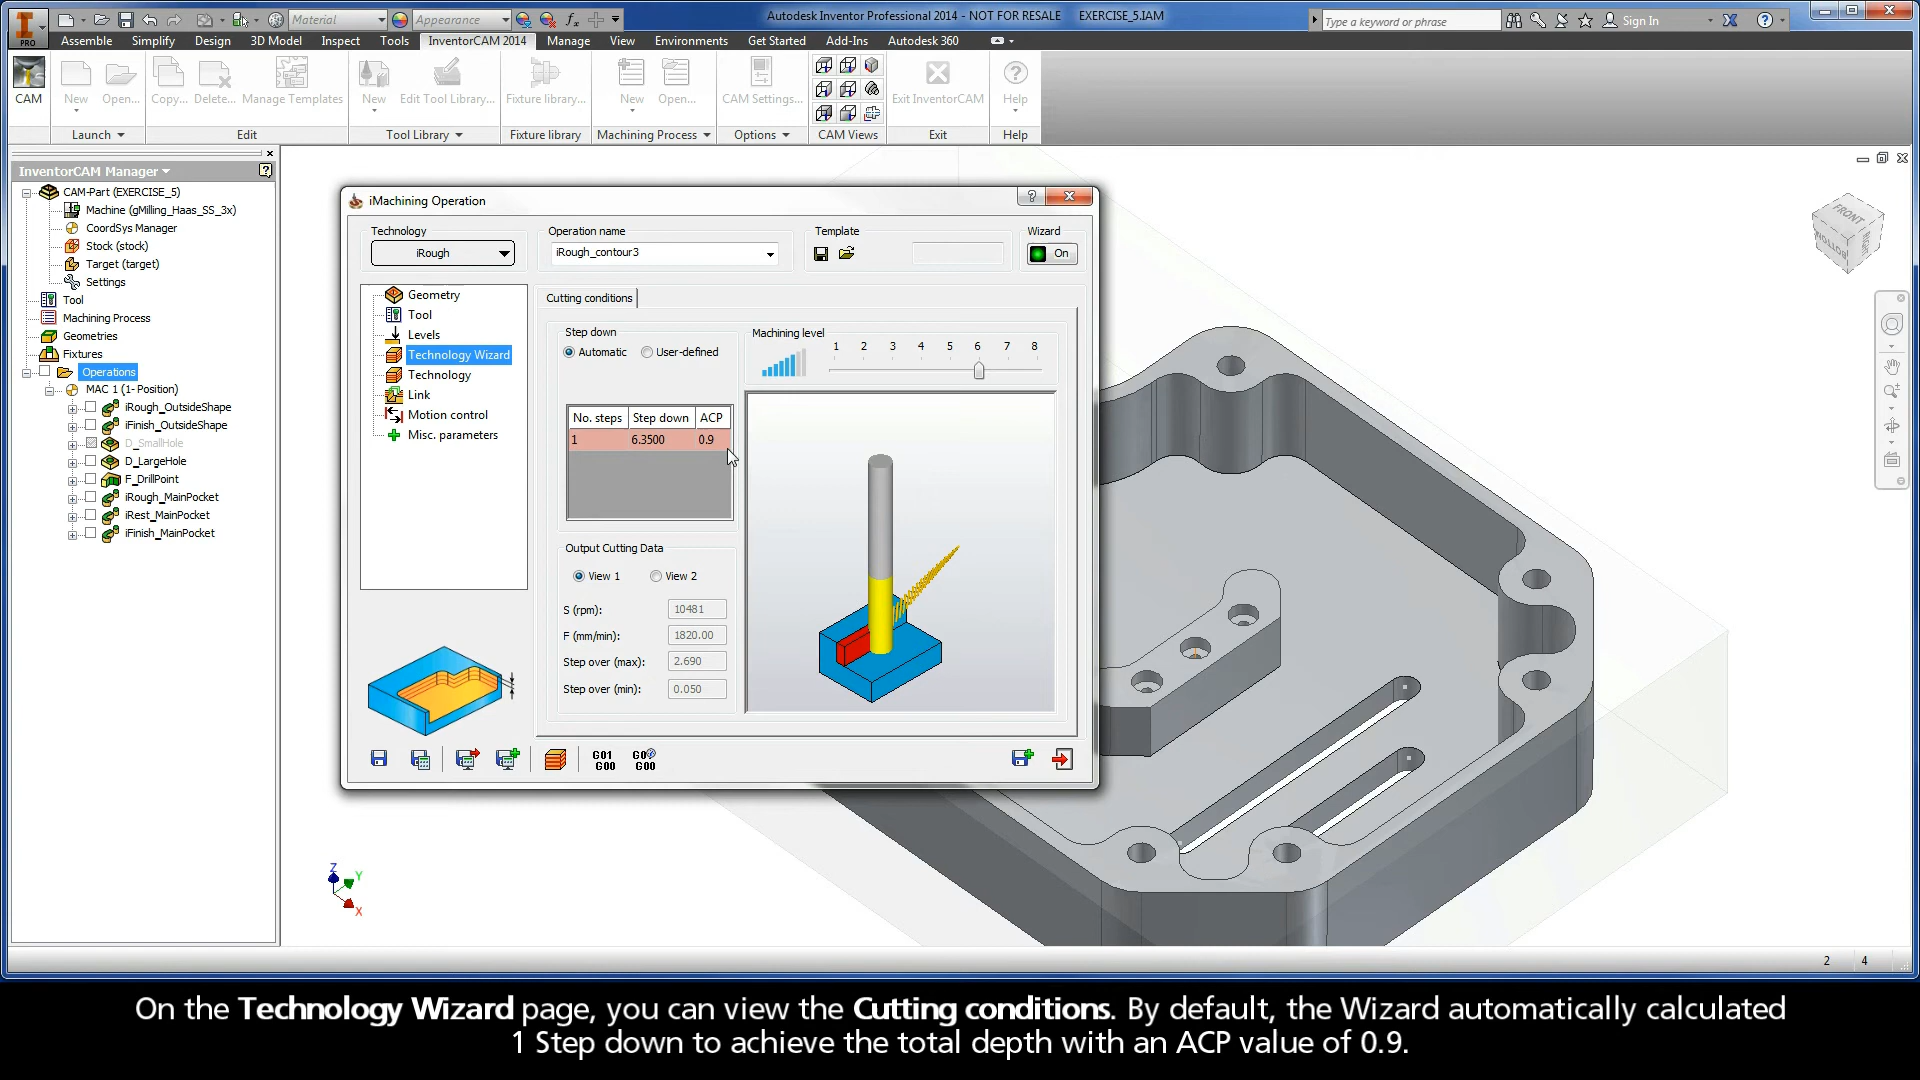 Material
Appearance
Autodesk Inventor Professional 2014 - NOT FOR RESALE EXERCISE_5.IAM
Type a keyword or phrase
Sign In
PRO
Assemble Simplify Design 3D Model Inspect Tools InventorCAM 2014 Manage View Environments Get Started Add-Ins Autodesk 360
CAM New Open... Copy... Delete... Manage Templates New Edit Tool Library... Fixture library... New Open... CAM Settings... Exit InventorCAM Help
Launch Edit Tool Library Fixture library Machining Process Options CAM Views Exit Help
InventorCAM Manager
CAM-Part (EXERCISE_5)
Machine (gMilling_Haas_SS_3x)
CoordSys Manager
Stock (stock)
Target (target)
Settings
Tool
Machining Process
Geometries
Fixtures
Operations
MAC 1 (1- Position)
iRough_OutsideShape
iFinish_OutsideShape
D_SmallHole
D_LargeHole
F_DrillPoint
iRough_MainPocket
iRest_MainPocket
iFinish_MainPocket
iMachining Operation
Technology
iRough
Operation name
iRough_contour3
Template
Wizard
On
Geometry
Tool
Levels
Technology Wizard
Technology
Link
Motion control
Misc. parameters
Cutting conditions
Step down
Automatic User-defined
Machining level
1 2 3 4 5 6 7 8
No. steps Step down ACP
1 6.3500 0.9
Output Cutting Data
View 1 View 2
S (rpm): 10481
F (mm/min): 1820.00
Step over (max): 2.690
Step over (min): 0.050
G01
G00
G0
G00
FRONT
BOTTOM
RIGHT
Z
Y
X
2 4
On the Technology Wizard page, you can view the Cutting conditions. By default, the Wizard automatically calculated
1 Step down to achieve the total depth with an ACP value of 0.9.